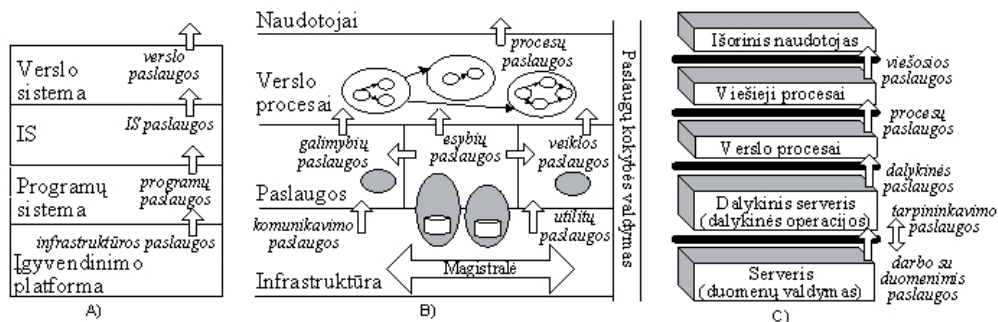 verslo
paslaugos
Verslo
sistema
IS paslaugos
IS
programų
paslaugos
Programų
sistema
infrastruktūros paslaugos
Įgyvendinimo
platforma
A)
Naudotojai
procesų
paslaugos
Verslo
procesai
galimybių
paslaugos
esybių
paslaugos
veiklos
paslaugos
Paslaugos
komunikavimo
paslaugos
utilitų
paslaugos
Magistralė
Infrastruktūra
B)
Paslaugų kokybės valdymas
Išorinis naudotojas
viešosios
paslaugos
Viešieji procesai
procesų
paslaugos
Verslo procesai
dalykinės
paslaugos
Dalykinis serveris
(dalykinės operacijos)
tarpininkavimo
paslaugos
darbo su
duomenimis
paslaugos
Serveris
(duomenų valdymas)
C)